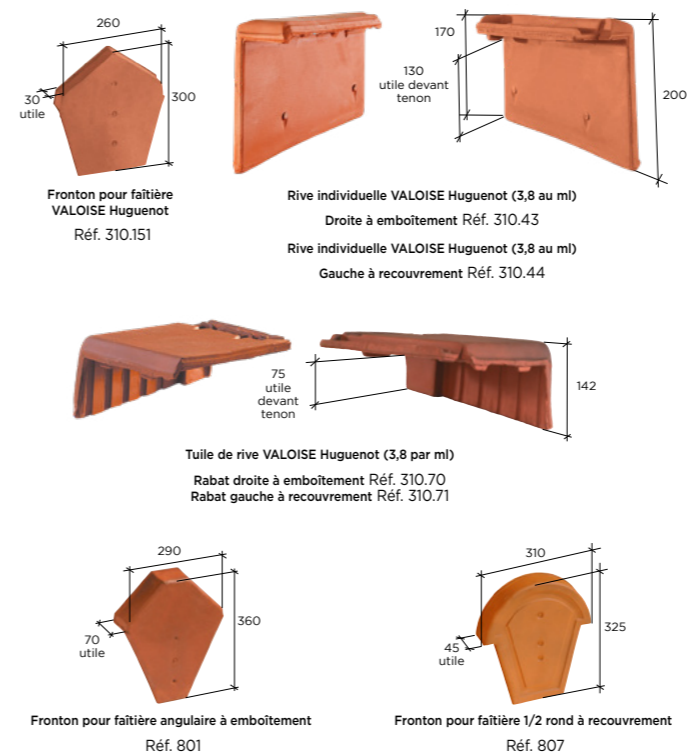 260
30
utile
300
Fronton pour faîtière
VALOISE Huguenot
Réf. 310.151
170
130
utile devant
tenon
200
Rive individuelle VALOISE Huguenot (3,8 au ml)
Droite à emboîtement Réf. 310.43
Rive individuelle VALOISE Huguenot (3,8 au ml)
Gauche à recouvrement Réf. 310.44
75
utile
devant
tenon
142
Tuile de rive VALOISE Huguenot (3,8 par ml)
Rabat droite à emboîtement Réf. 310.70
Rabat gauche à recouvrement Réf. 310.71
290
70
utile
360
Fronton pour faîtière angulaire à emboîtement
Réf. 801
310
45
utile
325
Fronton pour faîtière 1/2 rond à recouvrement
Réf. 807